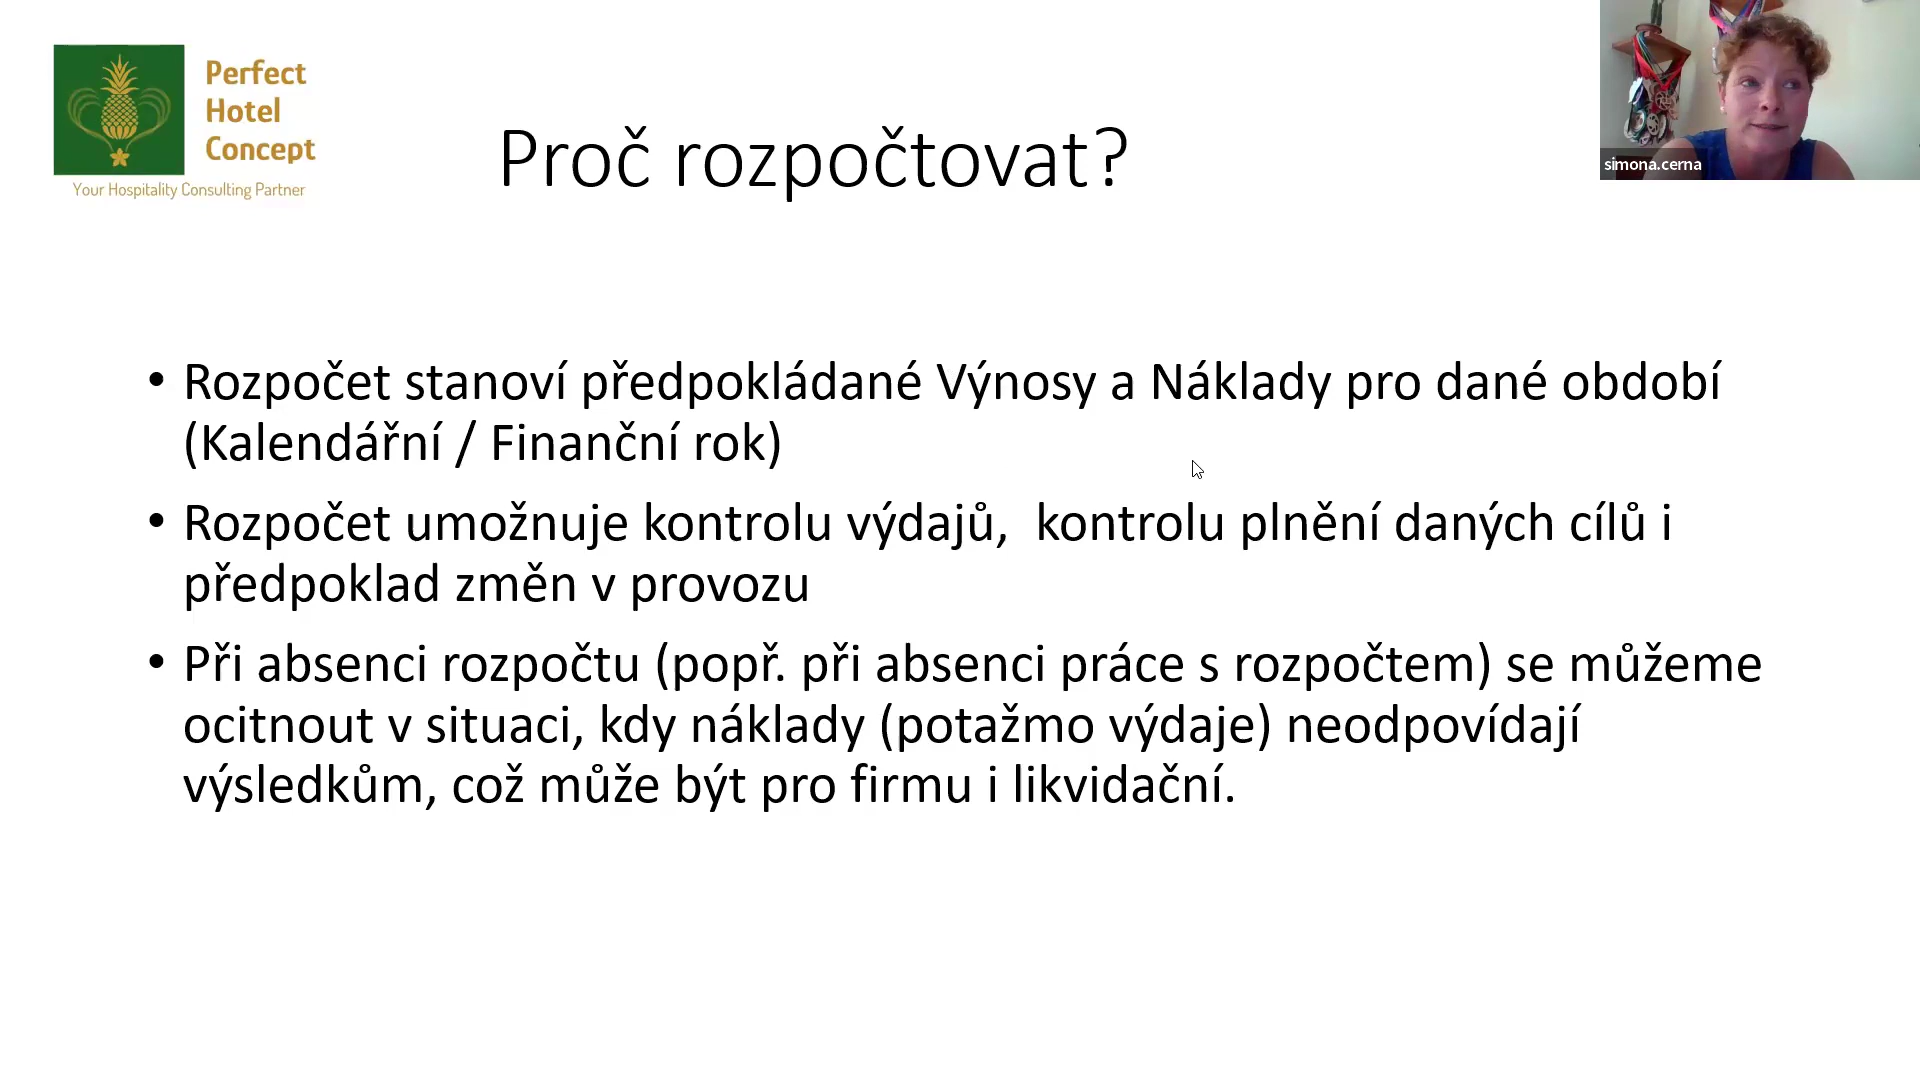 Perfect
Hotel
Concept
Your Hospitality Consulting Partner
Proč rozpočtovat?
simona.cerna
• Rozpočet stanoví předpokládané Výnosy a Náklady pro dané období
(Kalendářní / Finanční rok)
• Rozpočet umožnuje kontrolu výdajů,  kontrolu plnění daných cílů i
předpoklad změn v provozu
• Při absenci rozpočtu (popř. při absenci práce s rozpočtem) se můžeme
ocitnout v situaci, kdy náklady (potažmo výdaje) neodpovídají
výsledkům, což může být pro firmu i likvidační.